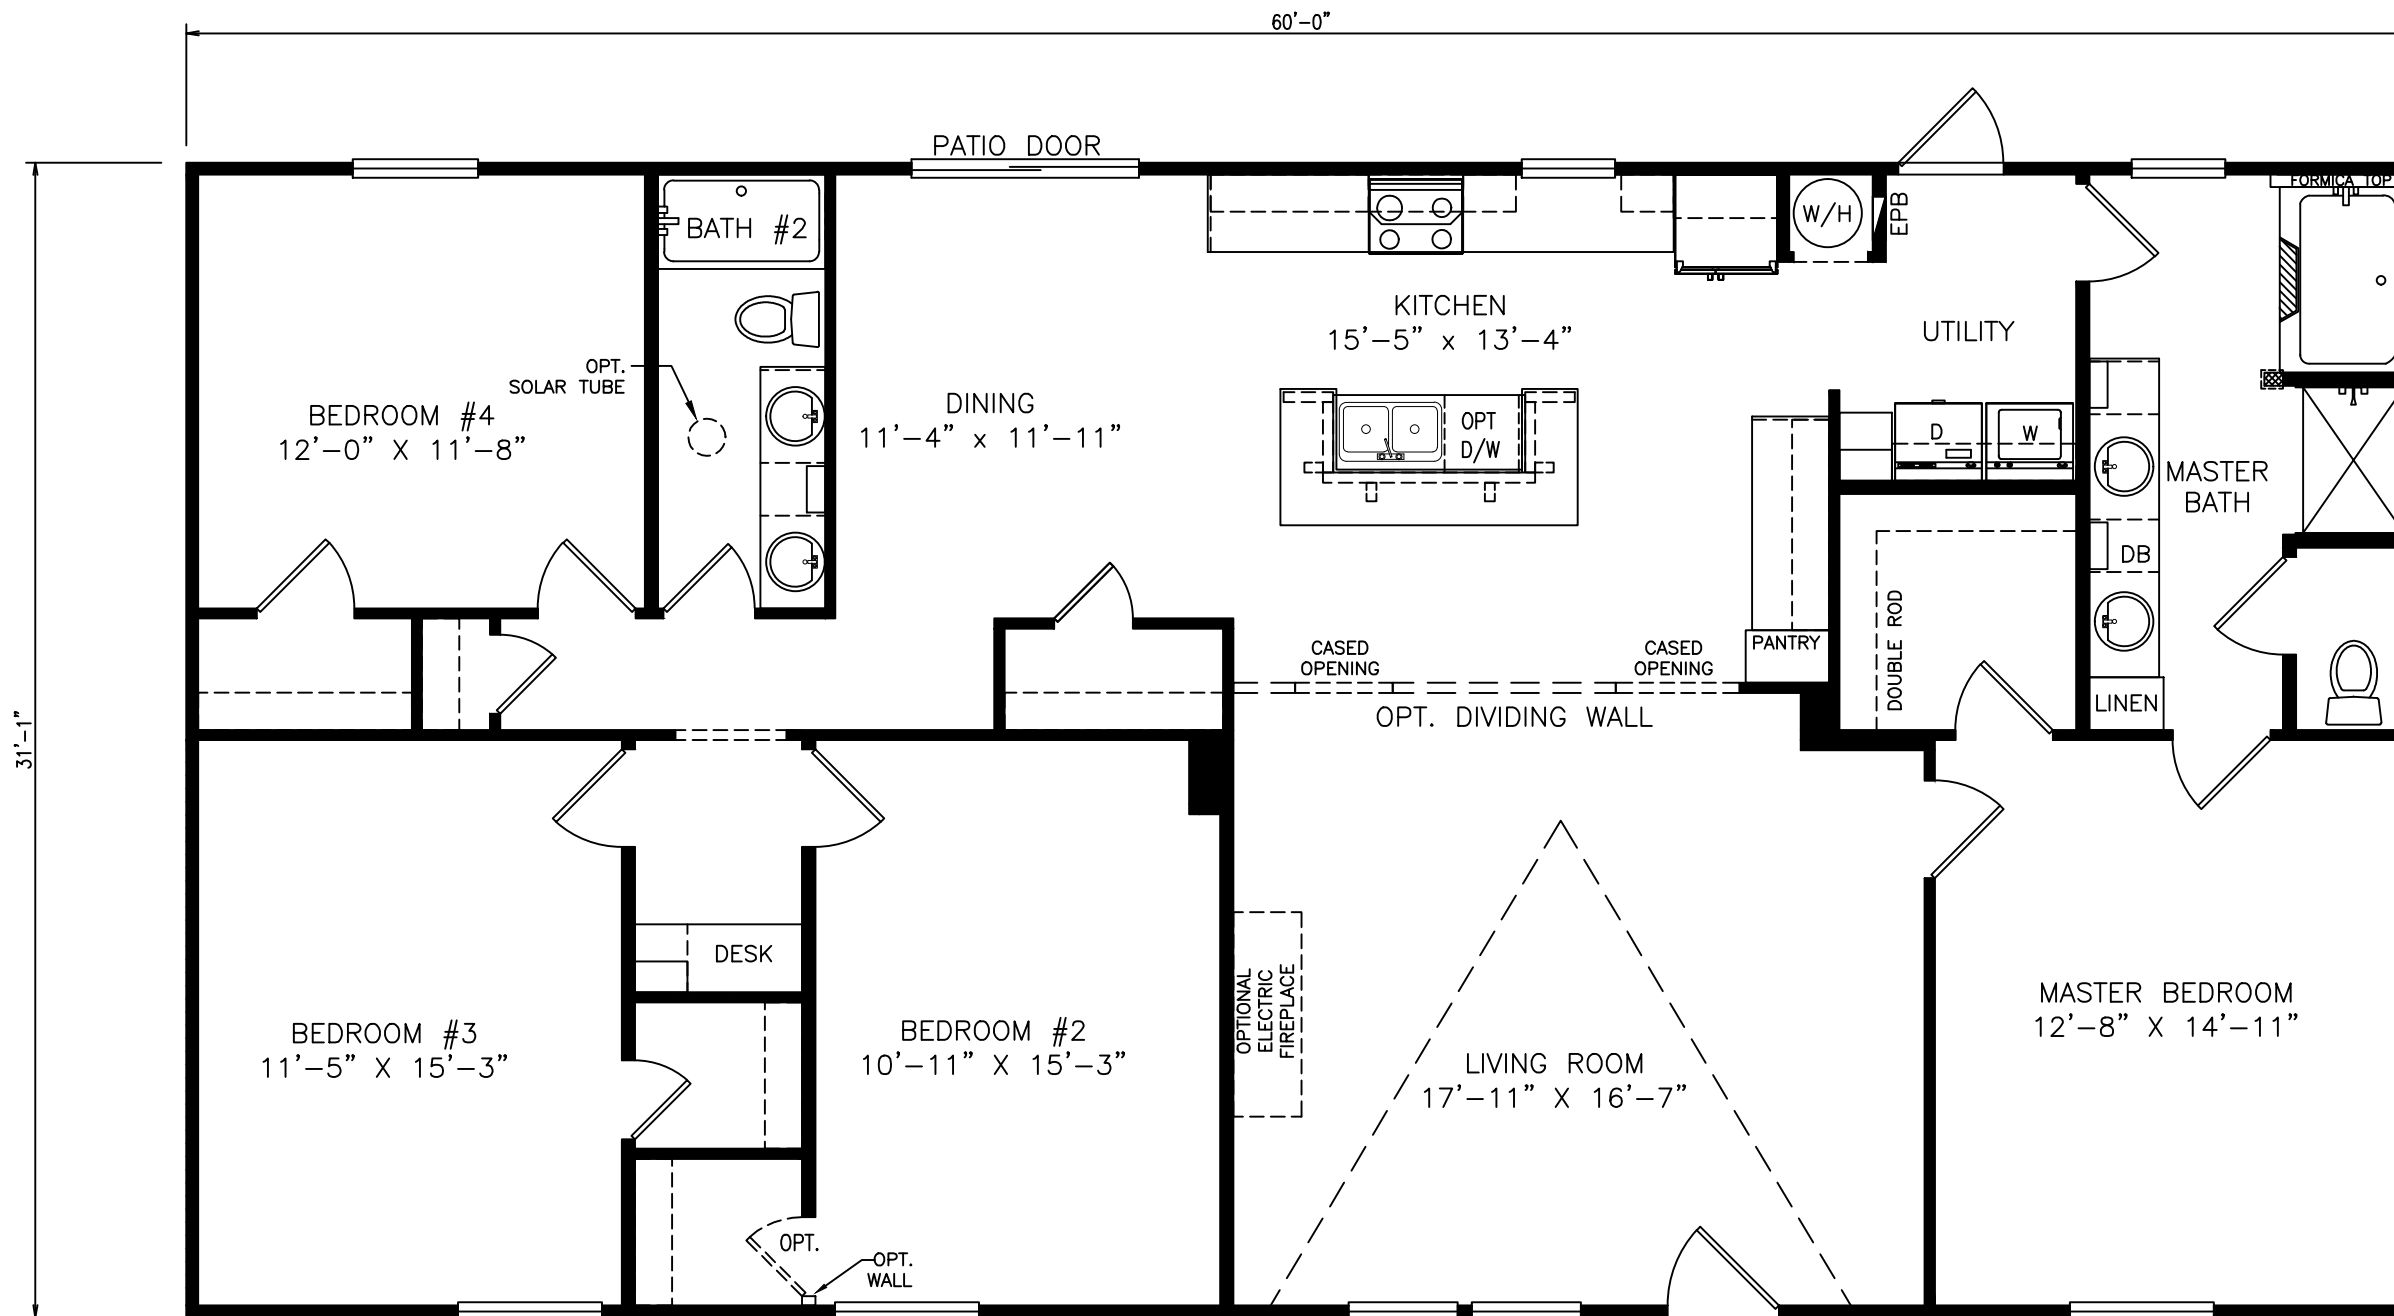 60'-0"
PATIO DOOR
FORMICA TOP
BATH #2
W/H
EPB
KITCHEN
15'-5" x 13'-4"
UTILITY
OPT.
SOLAR TUBE
BEDROOM #4
12'-0" X 11'-8"
DINING
11'-4" x 11'-11"
OPT
D/W
D
W
MASTER
BATH
DB
DOUBLE ROD
CASED
OPENING
CASED
OPENING
PANTRY
LINEN
OPT. DIVIDING WALL
31'-1"
DESK
OPTIONAL
ELECTRIC
FIREPLACE
MASTER BEDROOM
12'-8" X 14'-11"
BEDROOM #3
11'-5" X 15'-3"
BEDROOM #2
10'-11" X 15'-3"
LIVING ROOM
17'-11" X 16'-7"
OPT.
OPT.
WALL